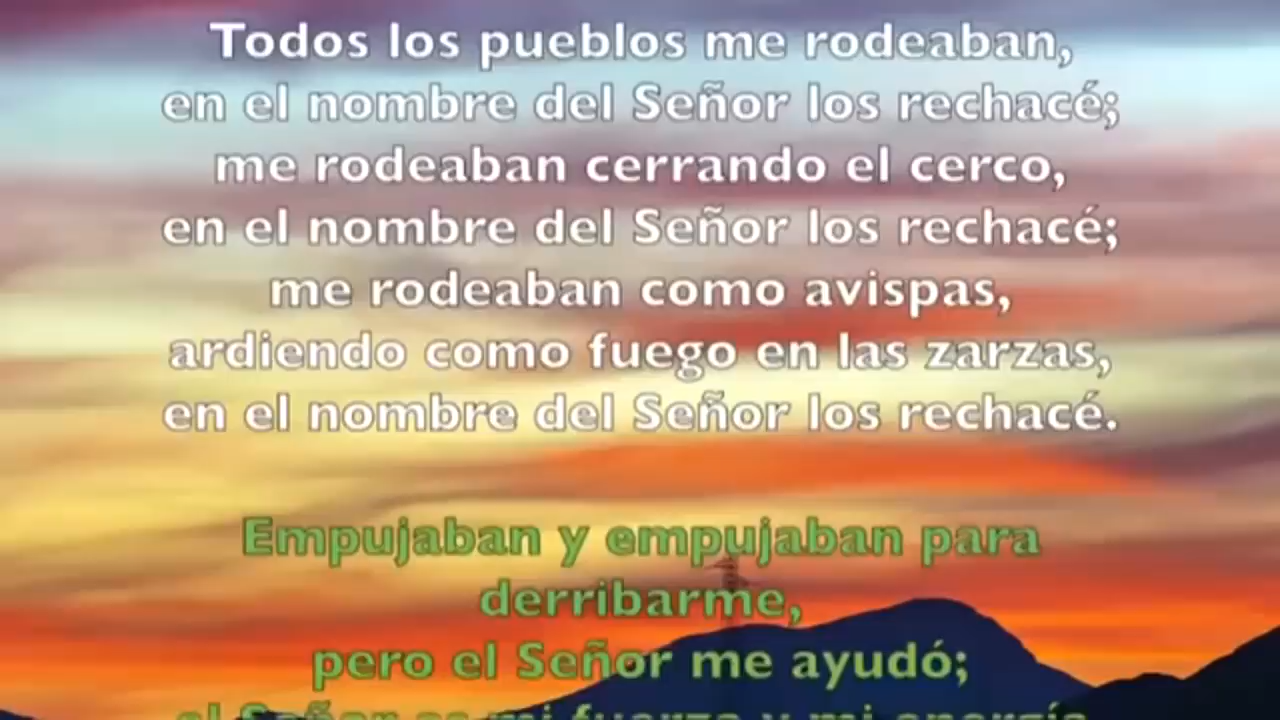 Todos los pueblos me rodeaban,
en el nombre del Señor los rechacé;
me rodeaban cerrando el cerco,
en el nombre del Señor los rechacé;
me rodeaban como avispas,
ardiendo como fuego en las zarzas,
en el nombre del Señor los rechacé.
Empujaban y empujaban para
derribarme,
pero el Señor me ayudó;
el Señor es mi fuerza y mi energía